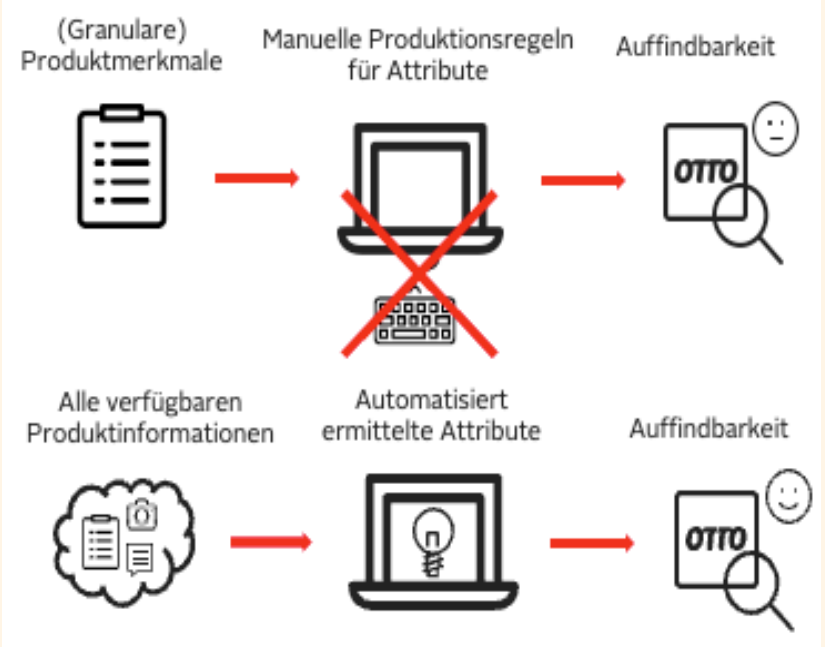 (Granulare)
Produktmerkmale
Manuelle Produktionsregeln
für Attribute
Auffindbarkeit
OTTO
Alle verfügbaren
Produktinformationen
Automatisiert
ermittelte Attribute
Auffindbarkeit
OTTO